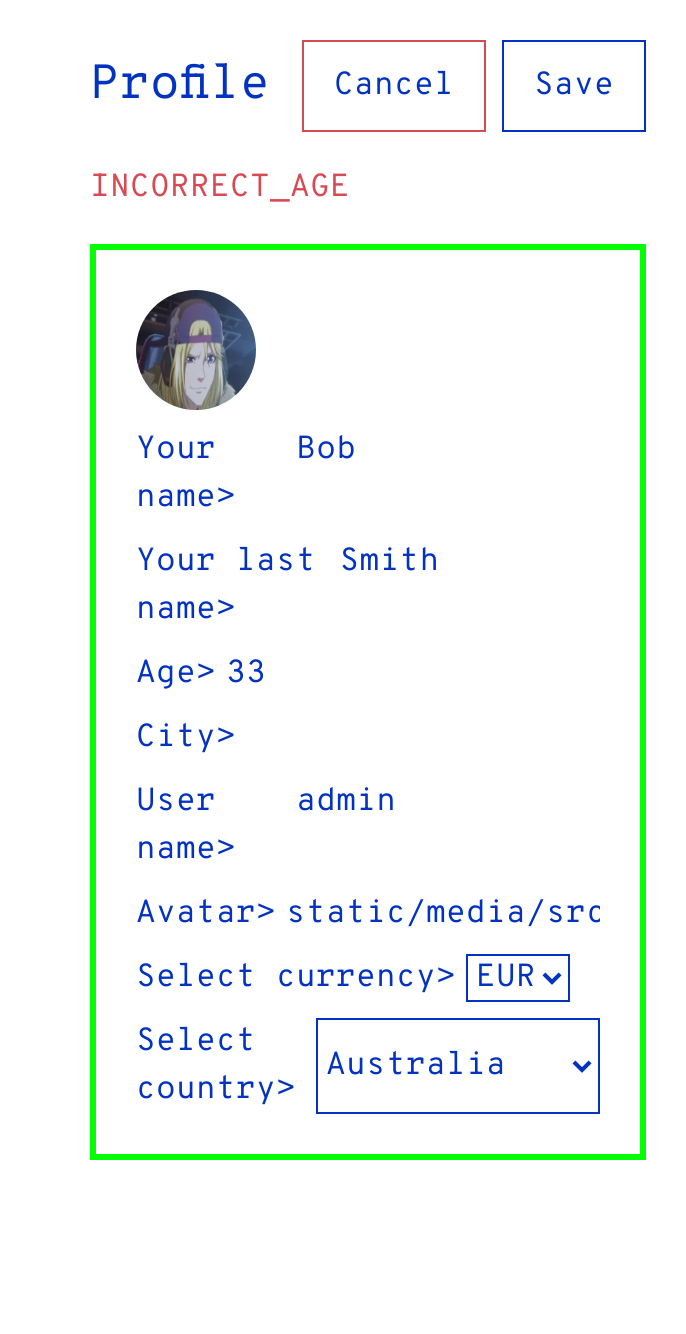 Profile Cancel Save
INCORRECT_AGE
Your Bob
name>
Your last Smith
name>
Age> 33
City>
User admin
name>
Avatar> static/media/src
Select currency> EUR
Select
country> Australia